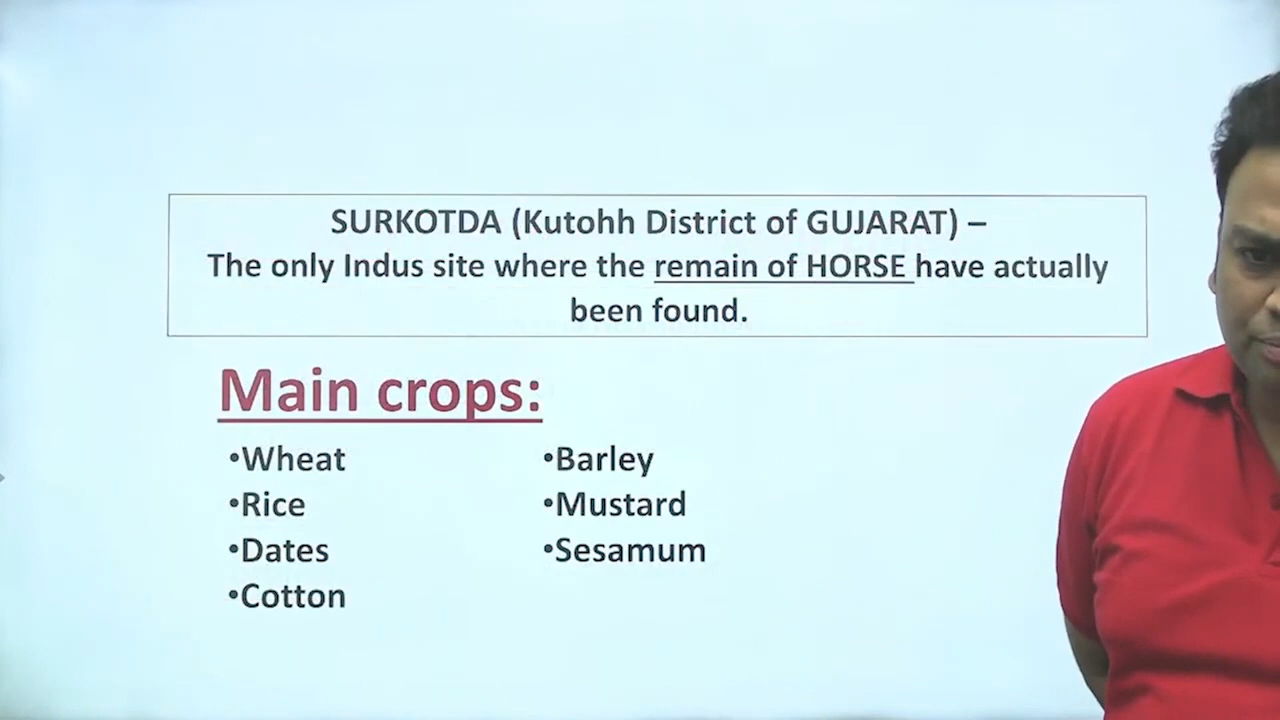 SURKOTDA (Kutohh District of GUJARAT) –
The only Indus site where the remain of HORSE have actually
been found.
Main crops:
•Wheat
•Rice
•Dates
•Cotton
•Barley
•Mustard
•Sesamum